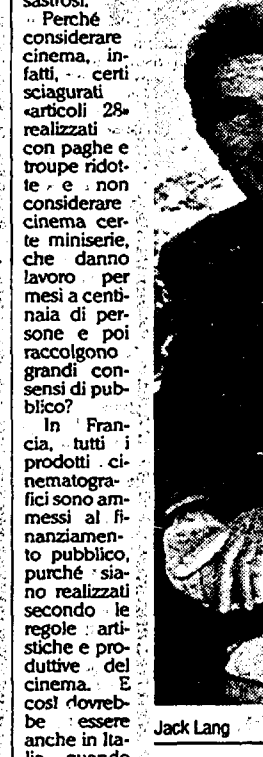 sastrosi.
Perché
considerare
cinema, in-
fatti, certi
sciagurati
«articoli 28»
realizzati
con paghe e
troupe ridot-
te e non
considerare
cinema cer-
te miniserie,
che danno
lavoro per
mesi a centi-
naia di per-
sone e poi
raccolgono
grandi con-
sensi di pub-
blico?
In Fran-
cia, tutti i
prodotti ci-
nematogra-
fici sono am-
messi al fi-
nanziamen-
to pubblico,
purché sia-
no realizzati
secondo le
regole arti-
stiche e pro-
duttive del
cinema. E
così dovreb-
be essere
anche in Ita-
lia quando
Jack Lang